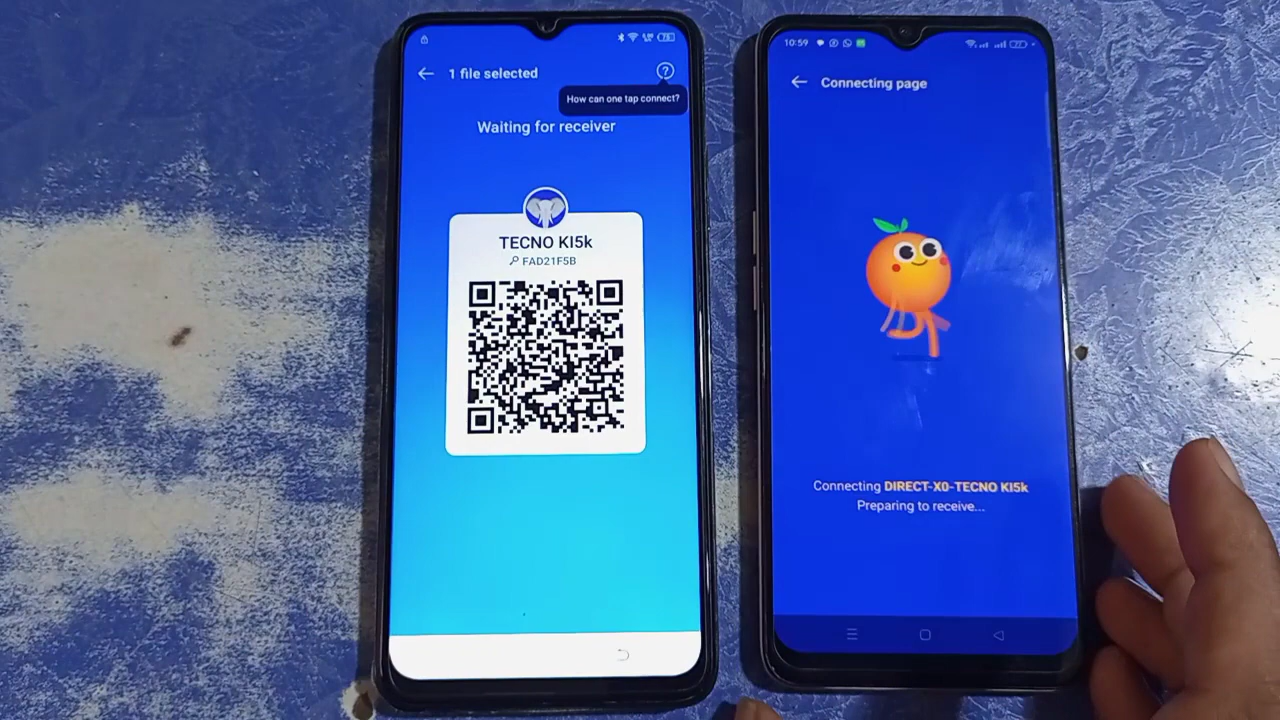 1 file selected
?
How can one tap connect?
Waiting for receiver
TECNO KI5k
FAD21F5B
10:59
Connecting page
Connecting DIRECT-X0-TECNO KI5k
Preparing to receive...